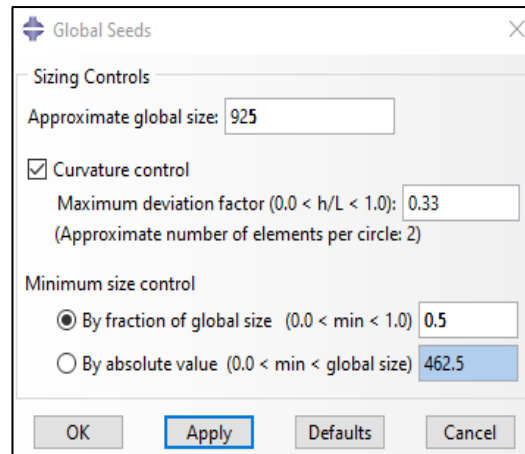 Global Seeds
Sizing Controls
Approximate global size: 925
Curvature control
Maximum deviation factor (0.0 < h/L < 1.0): 0.33
(Approximate number of elements per circle: 2)
Minimum size control
By fraction of global size (0.0 < min < 1.0) 0.5
By absolute value (0.0 < min < global size) 462.5
OK Apply Defaults Cancel